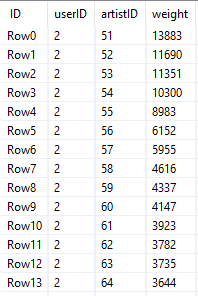 ID userID artistID weight
Row0 2 51 13883
Row1 2 52 11690
Row2 2 53 11351
Row3 2 54 10300
Row4 2 55 8983
Row5 2 56 6152
Row6 2 57 5955
Row7 2 58 4616
Row8 2 59 4337
Row9 2 60 4147
Row10 2 61 3923
Row11 2 62 3782
Row12 2 63 3735
Row13 2 64 3644